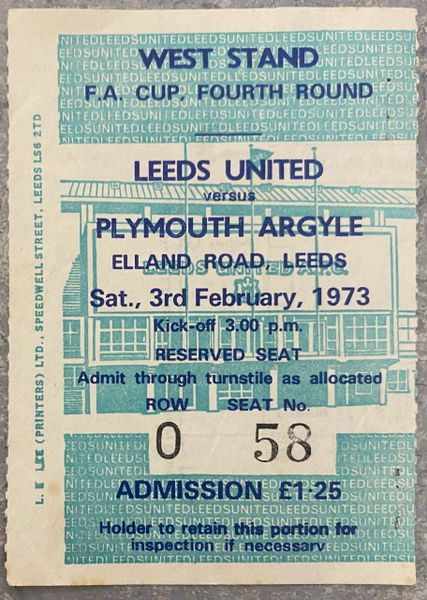 WEST STAND
F.A. CUP, FOURTH ROUND
LEEDS UNITED
versus
PLYMOUTH ARGYLE
ELLAND ROAD, LEEDS
LEEDS UNITED A.F.C.
Sat., 3rd February, 1973
Kick-off 3.00 p.m.
RESERVED SEAT
Admit through turnstile as allocated
ROW SEAT No.
O 58
ADMISSION £1·25
Holder to retain this portion for
inspection if necessary
LEE (PRINTERS) LTD., SPEEDWELL STREET, LEEDS LS6 2TD